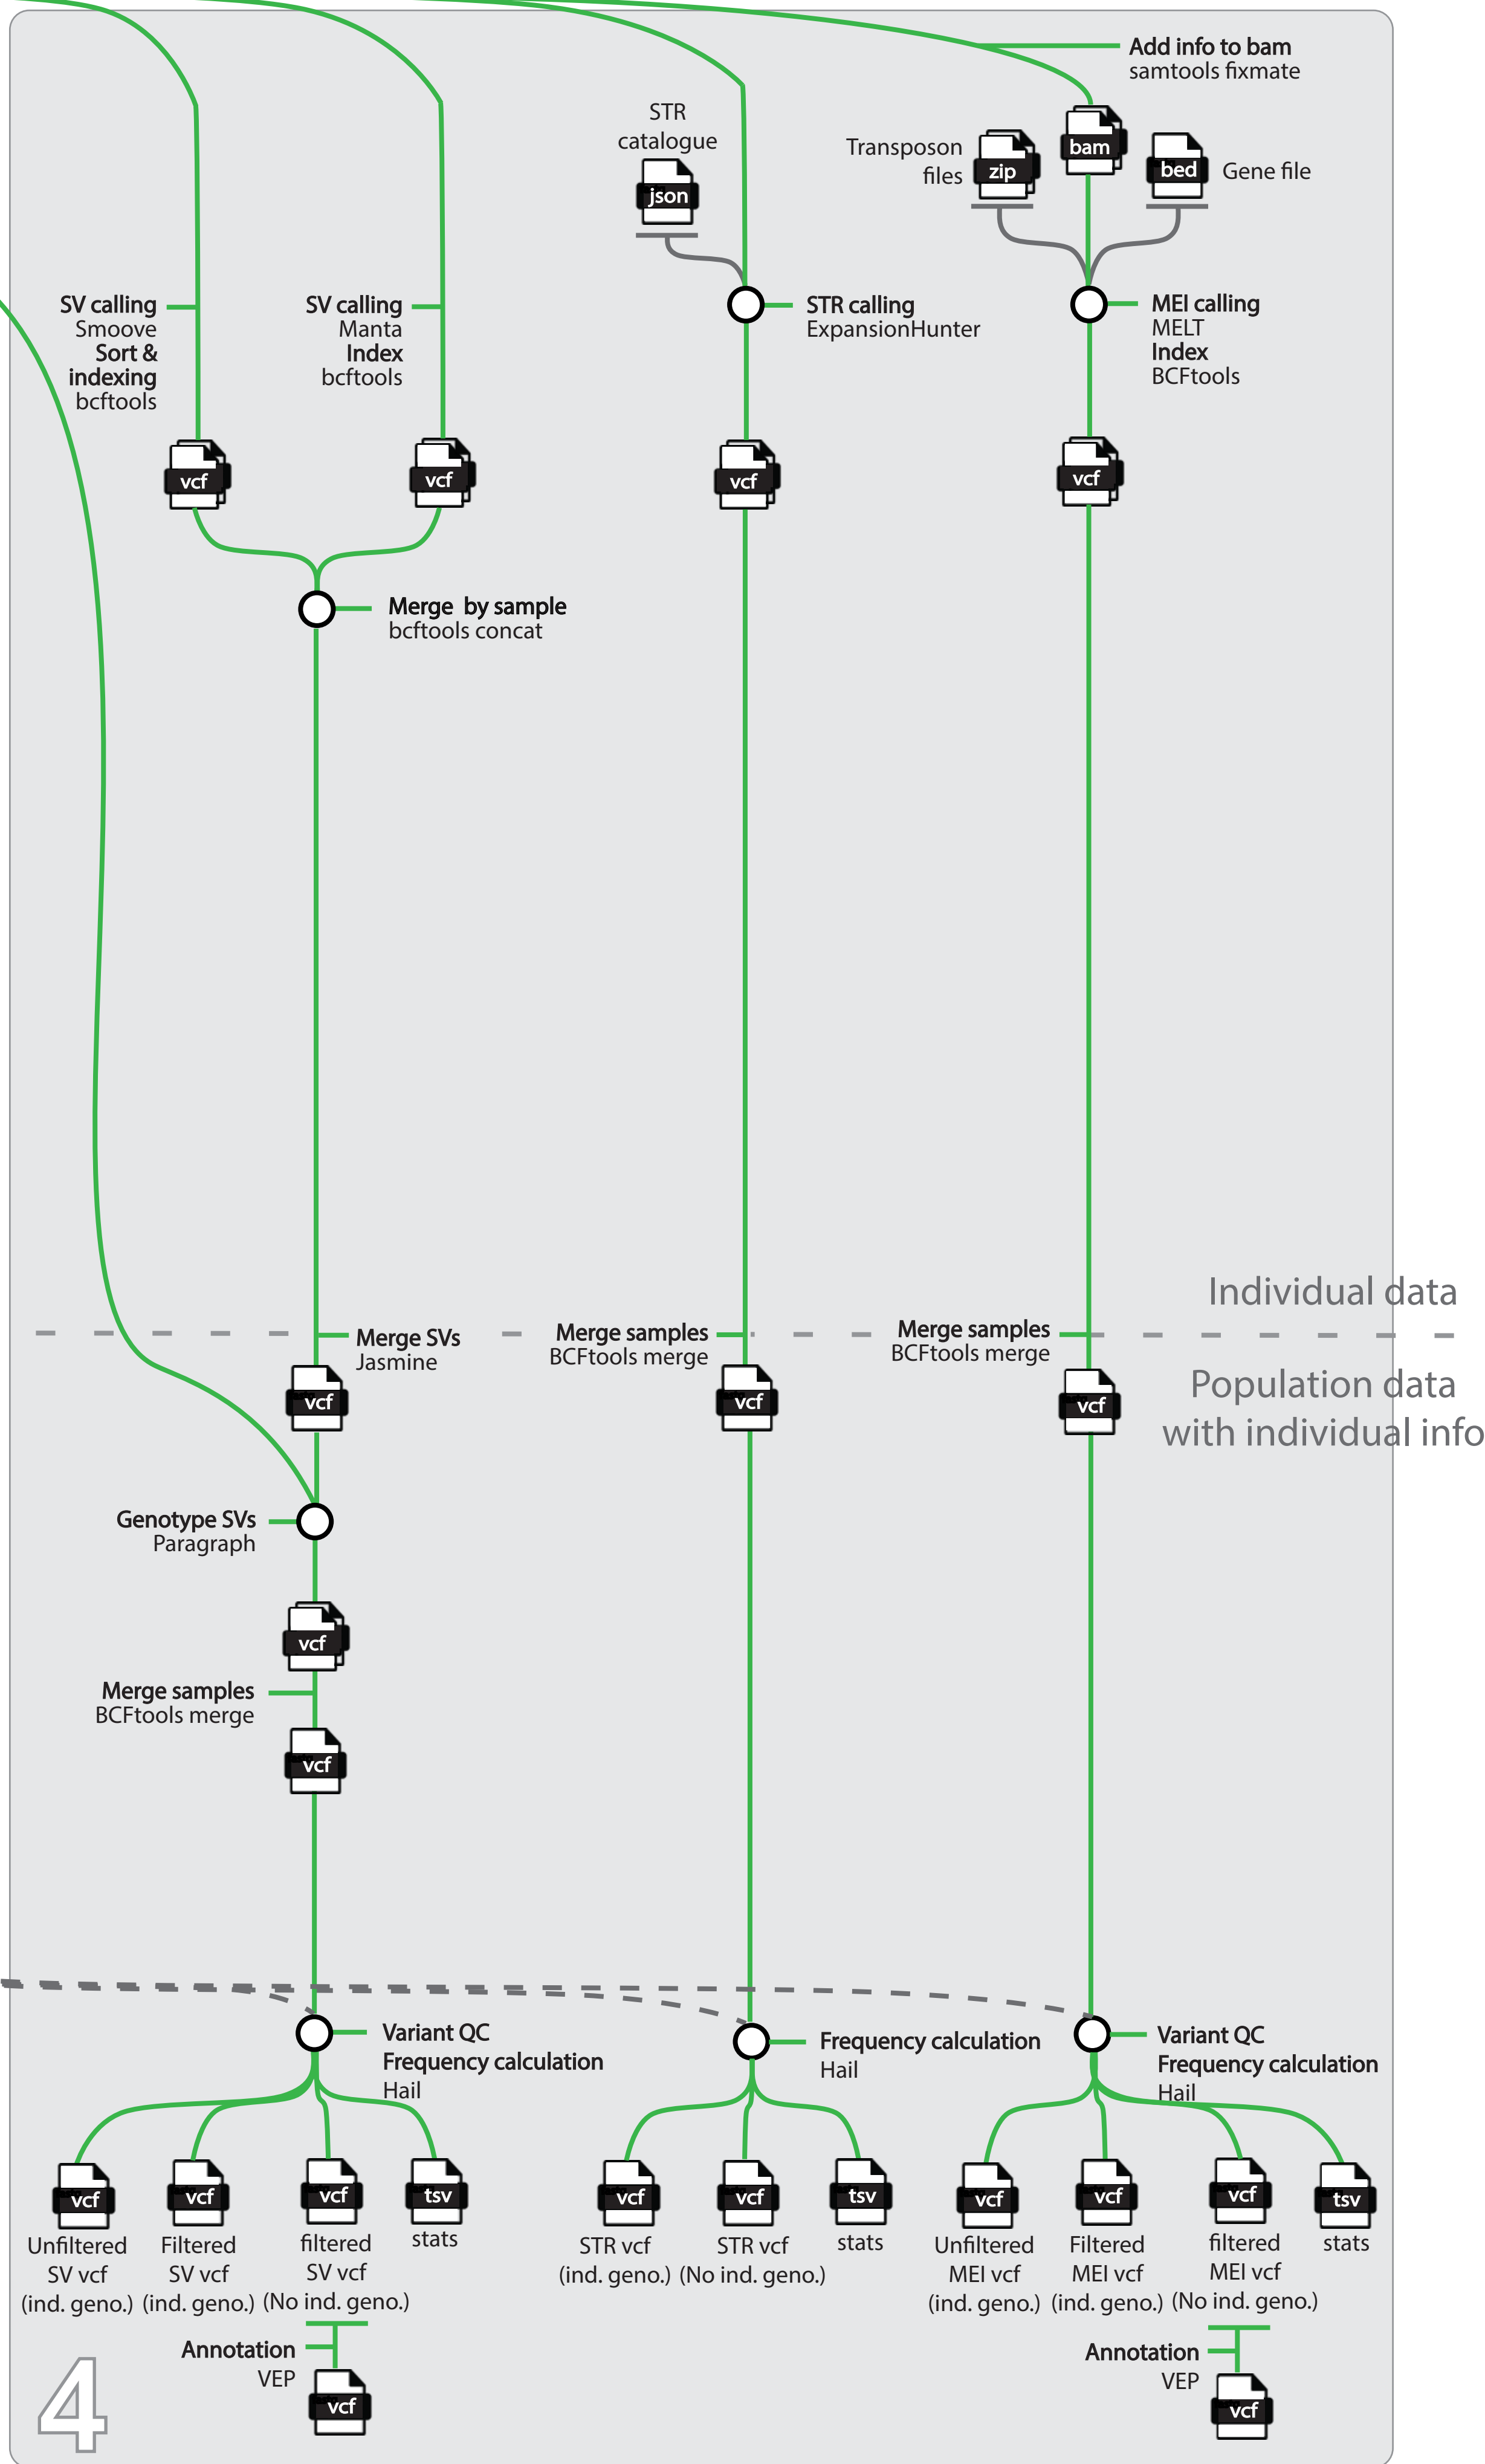 Add info to bam
samtools fixmate
STR
catalogue
json
Transposon
files
zip
bam
bed
Gene file
SV calling
Smoove
Sort &
indexing
bcftools
SV calling
Manta
Index
bcftools
STR calling
ExpansionHunter
MEI calling
MELT
Index
BCFtools
vcf
vcf
vcf
vcf
Merge by sample
bcftools concat
Individual data
Merge SVs
Jasmine
Merge samples
BCFtools merge
Merge samples
BCFtools merge
Population data
with individual info
vcf
vcf
vcf
Genotype SVs
Paragraph
vcf
Merge samples
BCFtools merge
vcf
Variant QC
Frequency calculation
Hail
Frequency calculation
Hail
Variant QC
Frequency calculation
Hail
vcf
Unfiltered
SV vcf
(ind. geno.)
vcf
Filtered
SV vcf
(ind. geno.)
vcf
filtered
SV vcf
(No ind. geno.)
tsv
stats
vcf
STR vcf
(ind. geno.)
vcf
STR vcf
(No ind. geno.)
tsv
stats
vcf
Unfiltered
MEI vcf
(ind. geno.)
vcf
Filtered
MEI vcf
(ind. geno.)
vcf
filtered
MEI vcf
(No ind. geno.)
tsv
stats
Annotation
VEP
vcf
Annotation
VEP
vcf
4